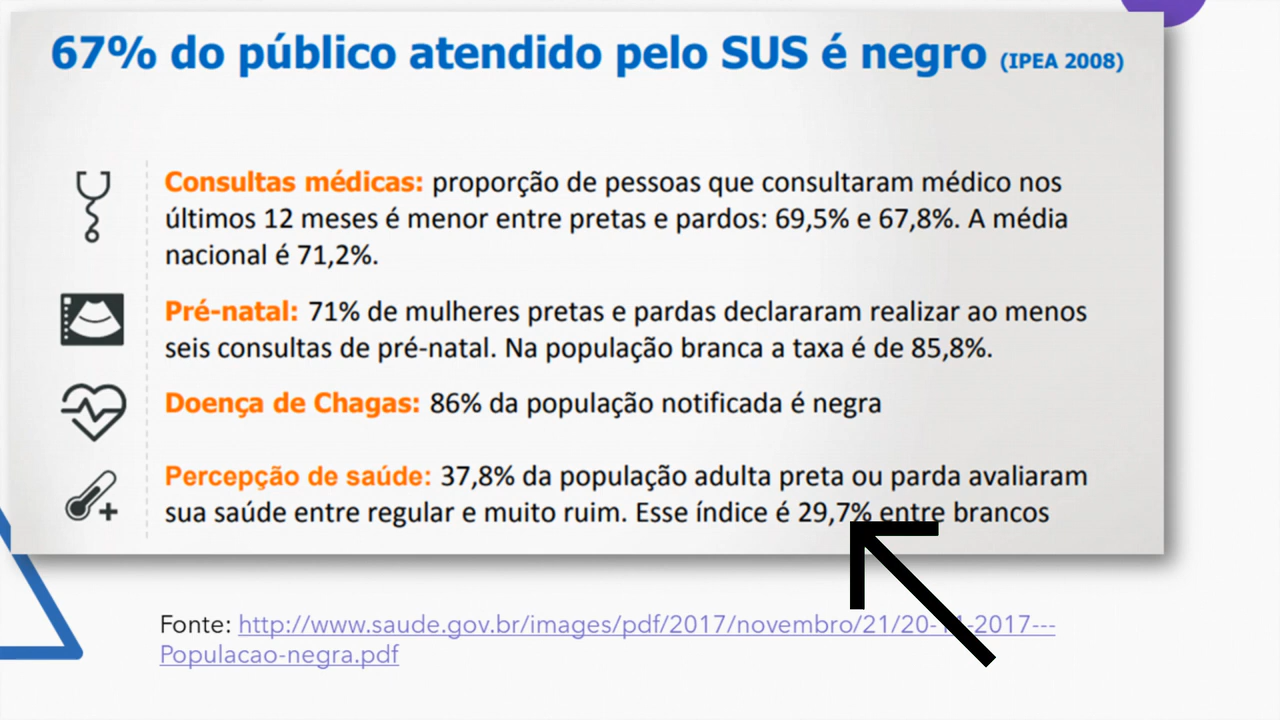 67% do público atendido pelo SUS é negro (IPEA 2008)
Consultas médicas: proporção de pessoas que consultaram médico nos
últimos 12 meses é menor entre pretas e pardos: 69,5% e 67,8%. A média
nacional é 71,2%.
Pré-natal: 71% de mulheres pretas e pardas declararam realizar ao menos
seis consultas de pré-natal. Na população branca a taxa é de 85,8%.
Doença de Chagas: 86% da população notificada é negra
Percepção de saúde: 37,8% da população adulta preta ou parda avaliaram
sua saúde entre regular e muito ruim. Esse índice é 29,7% entre brancos
Fonte: http://www.saude.gov.br/images/pdf/2017/novembro/21/20-11-2017---
Populacao-negra.pdf